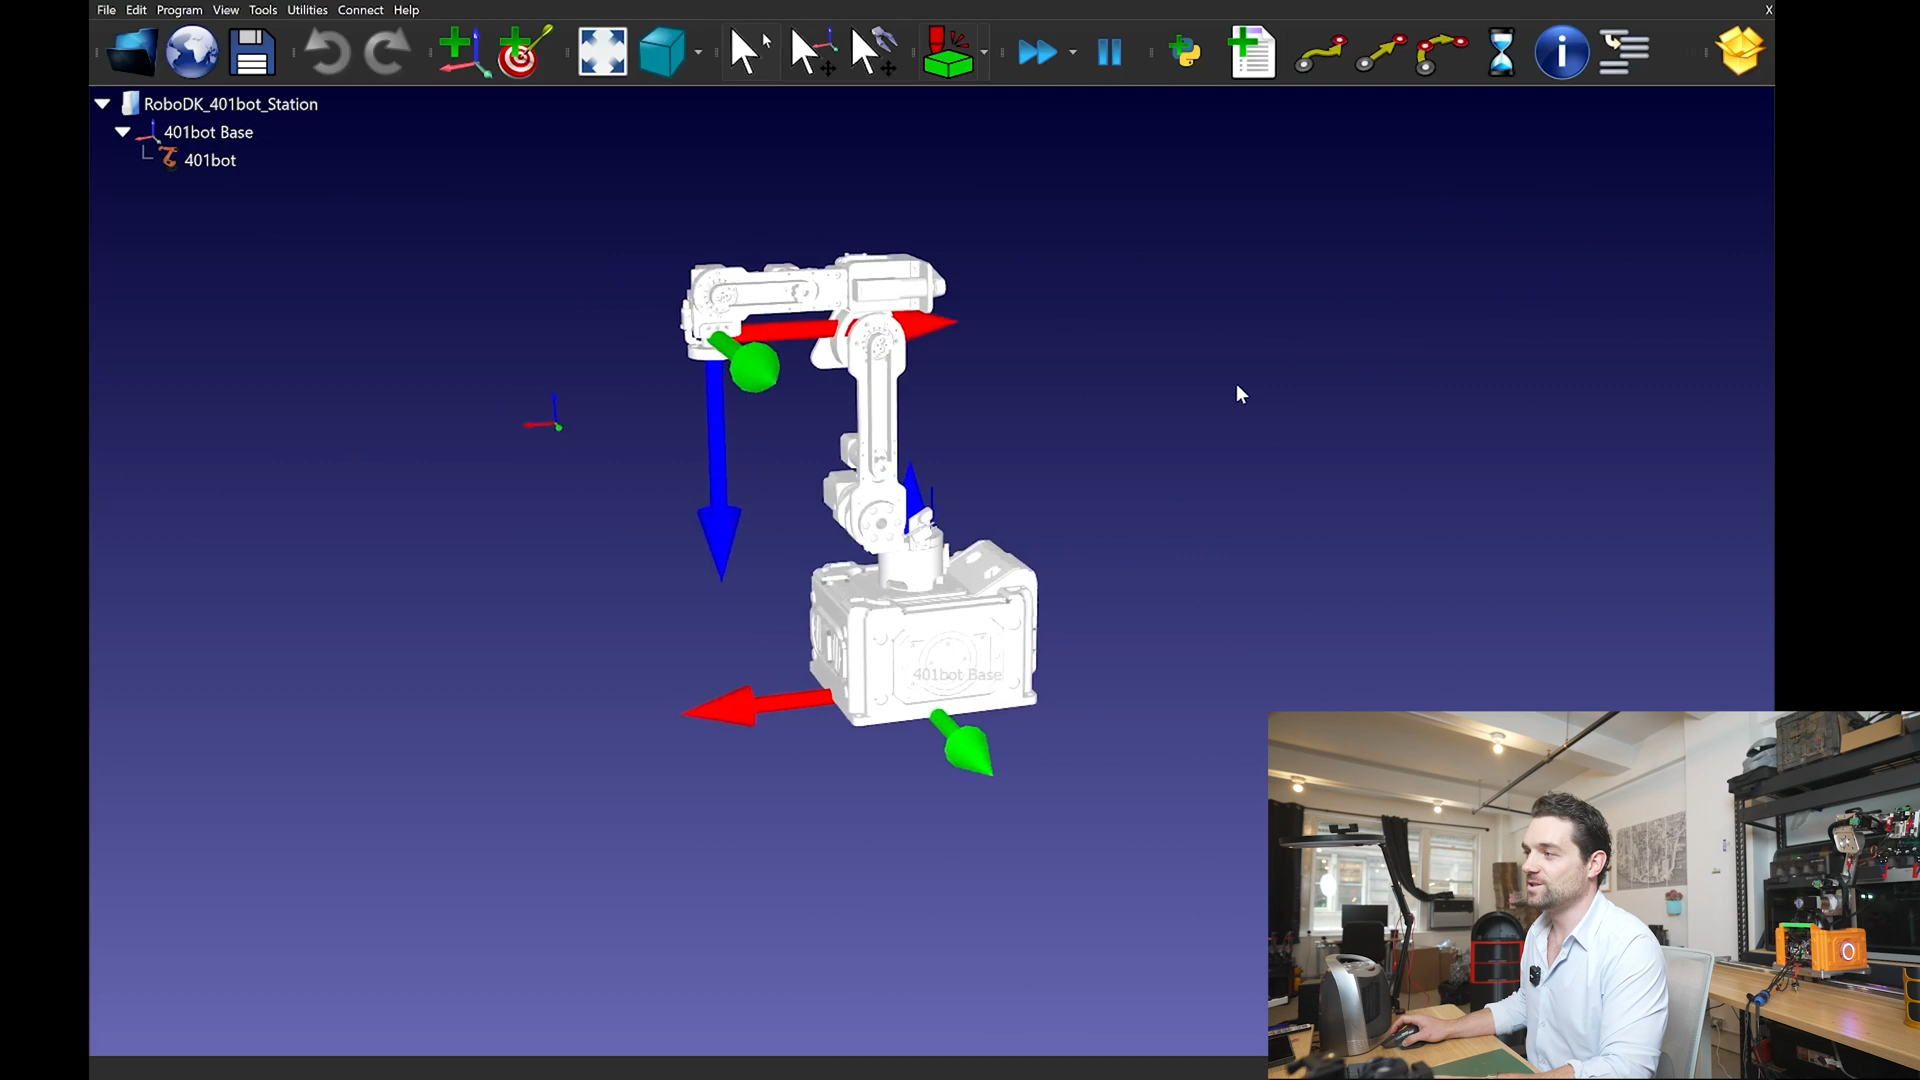 File Edit Program View Tools Utilities Connect Help X
RoboDK_401bot_Station
401bot Base
401bot
401bot Base